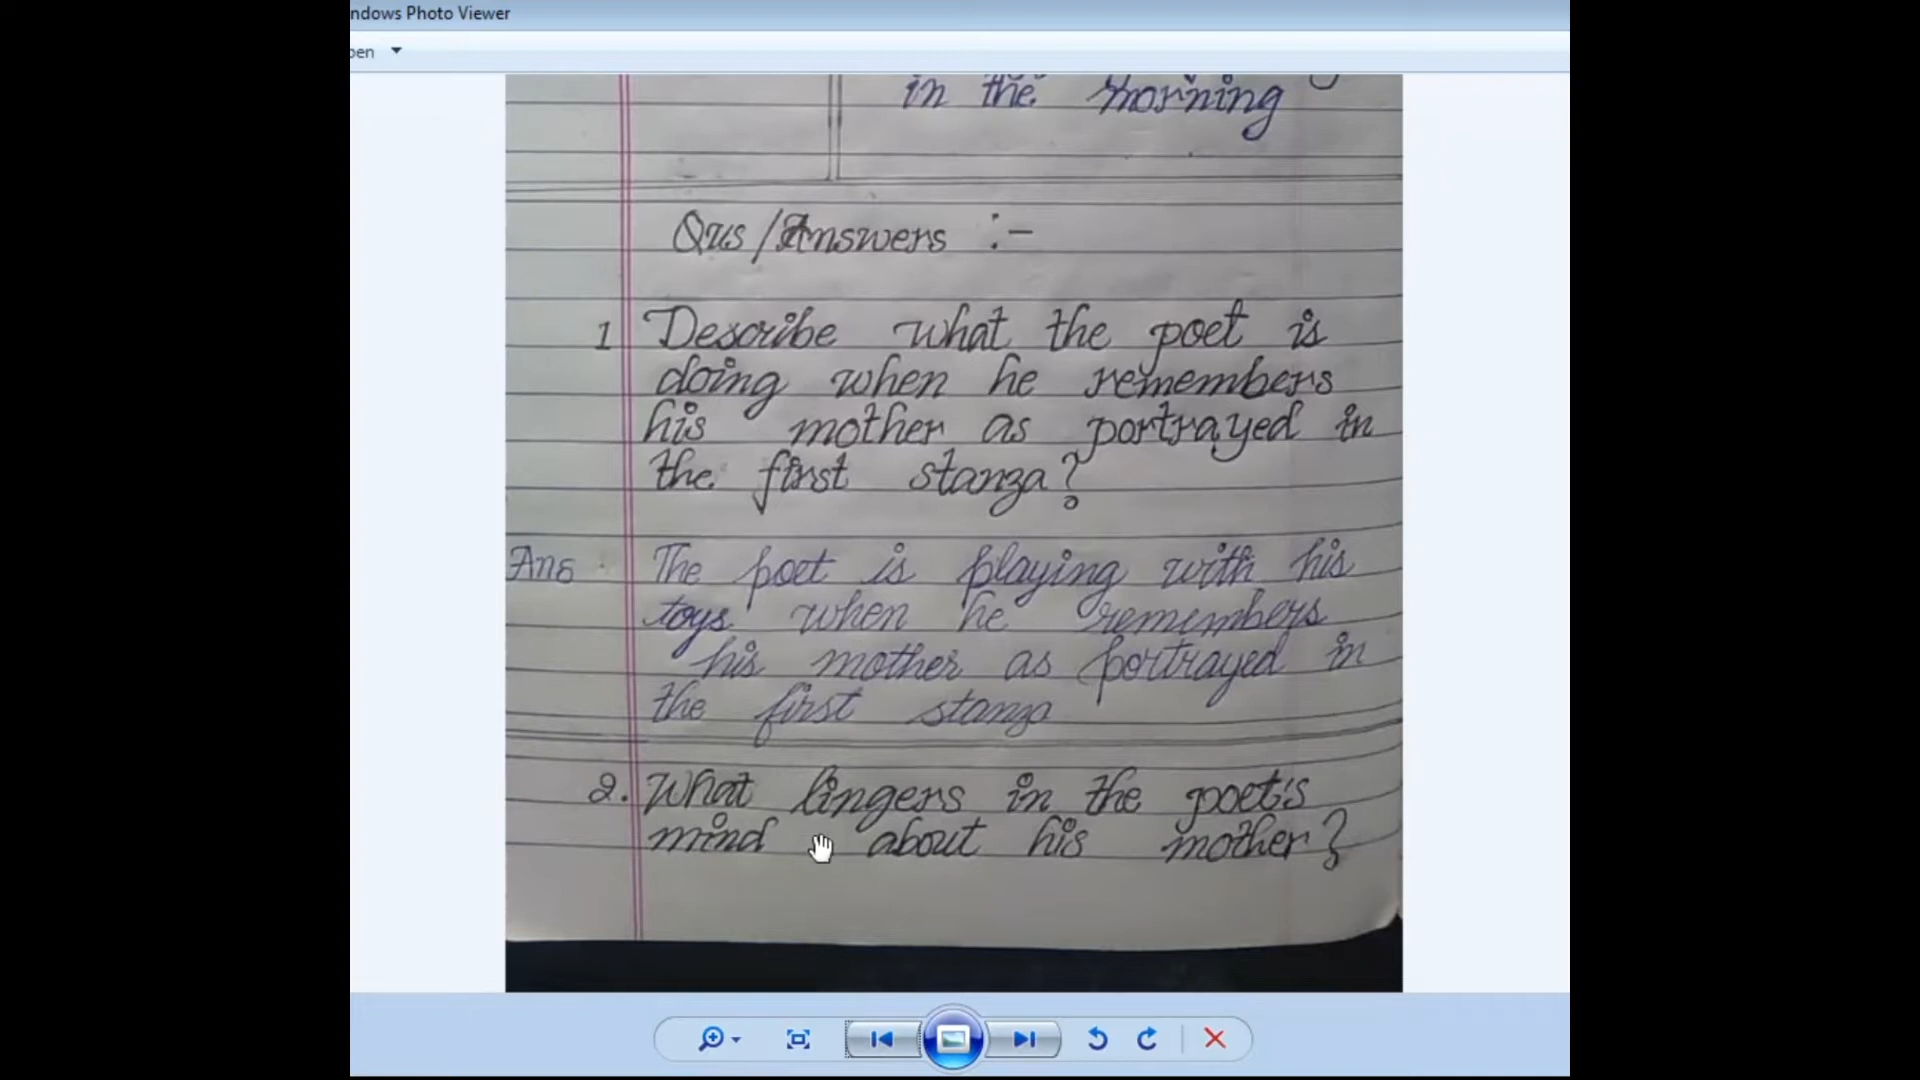 ndows Photo Viewer
pen
in the morning
Qus/Answers :-
1 Describe what the poet is
doing when he remembers
his mother as portrayed in
the first stanza?
Ans The poet is playing with his
toys when he remembers
his mother as portrayed in
the first stanza
2. What lingers in the poet's
mind about his mother?